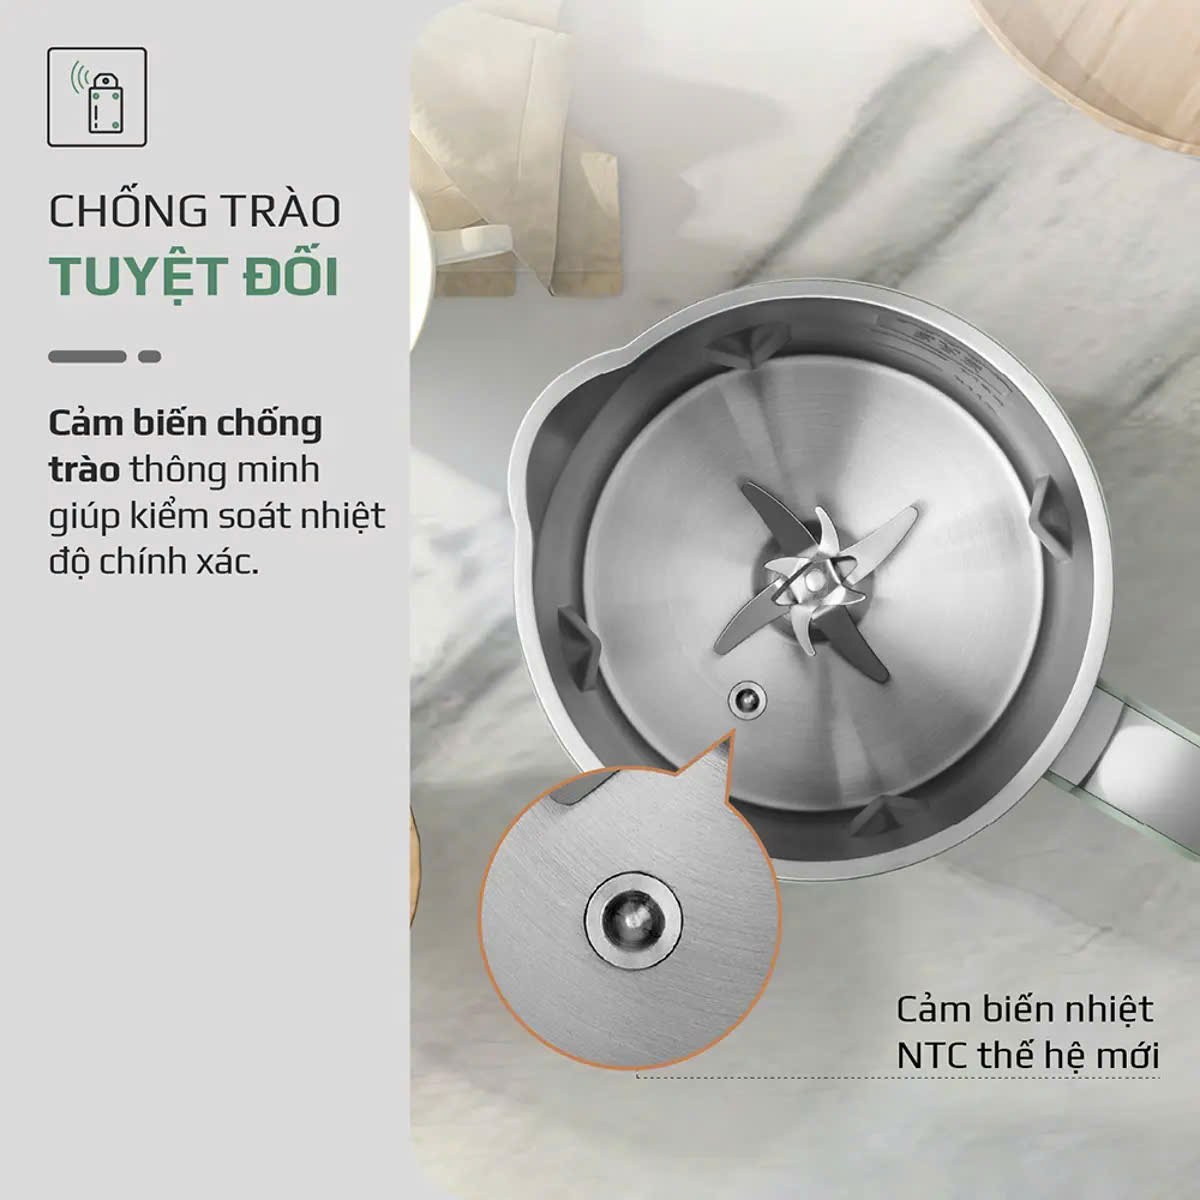 CHỐNG TRÀO
TUYỆT ĐỐI
Cảm biến chống
trào thông minh
giúp kiểm soát nhiệt
độ chính xác.
Cảm biến nhiệt
NTC thế hệ mới